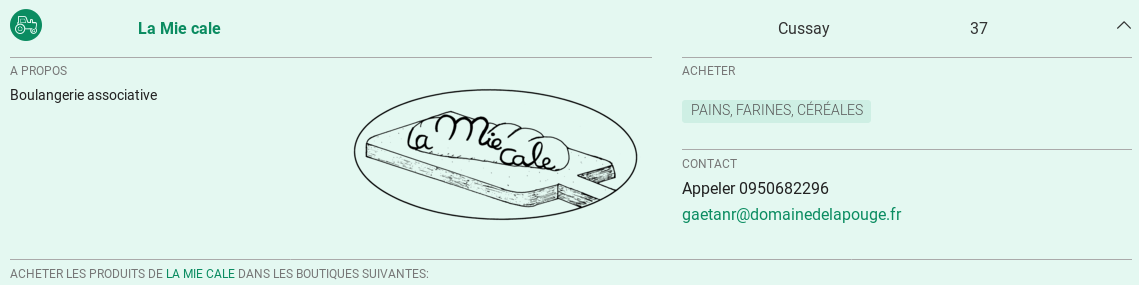 La Mie cale
Cussay
37
A PROPOS
Boulangerie associative
La Mie cale
ACHETER
PAINS, FARINES, CÉRÉALES
CONTACT
Appeler 0950682296
gaetanr@domainedelapouge.fr
ACHETER LES PRODUITS DE LA MIE CALE DANS LES BOUTIQUES SUIVANTES: